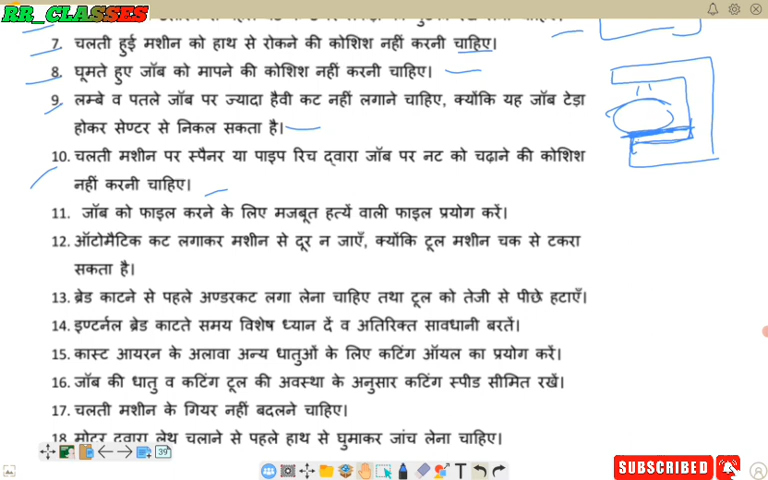 RR_CLASSES
7. चलती हुई मशीन को हाथ से रोकने की कोशिश नहीं करनी चाहिए।
8. घूमते हुए जॉब को मापने की कोशिश नहीं करनी चाहिए।
9. लम्बे व पतले जॉब पर ज्यादा हैवी कट नहीं लगाने चाहिए, क्योंकि यह जॉब टेड़ा
होकर सेण्टर से निकल सकता है।
10. चलती मशीन पर स्पैनर या पाइप रिच द्वारा जॉब पर नट को चढ़ाने की कोशिश
नहीं करनी चाहिए।
11. जॉब को फाइल करने के लिए मजबूत हत्यें वाली फाइल प्रयोग करें।
12. ऑटोमैटिक कट लगाकर मशीन से दूर न जाएँ, क्योंकि टूल मशीन चक से टकरा
सकता है।
13. ब्रेड काटने से पहले अण्डरकट लगा लेना चाहिए तथा टूल को तेजी से पीछे हटाएँ।
14. इण्टर्नल ब्रेड काटते समय विशेष ध्यान दें व अतिरिक्त सावधानी बरतें।
15. कास्ट आयरन के अलावा अन्य धातुओं के लिए कटिंग ऑयल का प्रयोग करें।
16. जॉब की धातु व कटिंग टूल की अवस्था के अनुसार कटिंग स्पीड सीमित रखें।
17. चलती मशीन के गियर नहीं बदलने चाहिए।
18. मोटर द्वारा लेथ चलाने से पहले हाथ से घुमाकर जांच लेना चाहिए।
39
T
SUBSCRIBED